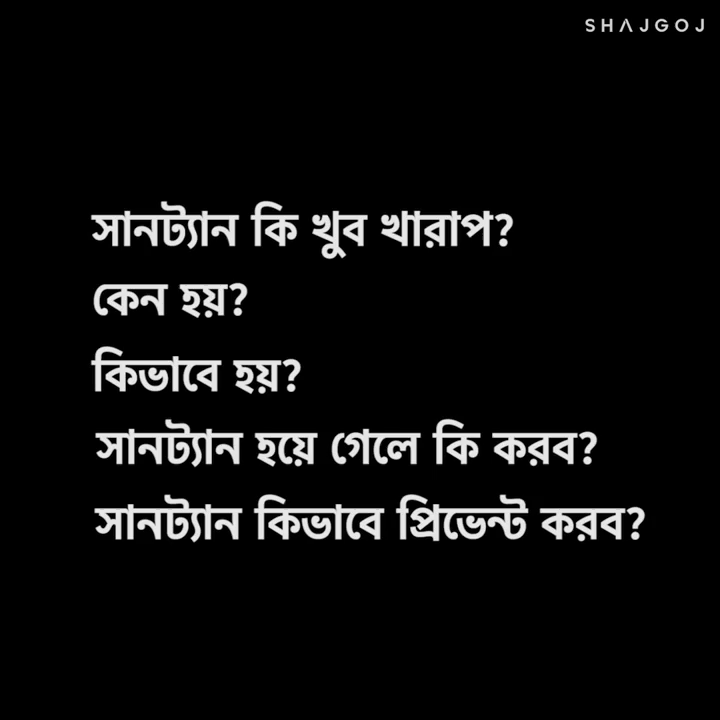 SHAJGOJ
সানট্যান কি খুব খারাপ?
কেন হয়?
কিভাবে হয়?
সানট্যান হয়ে গেলে কি করব?
সানট্যান কিভাবে প্রিভেন্ট করব?